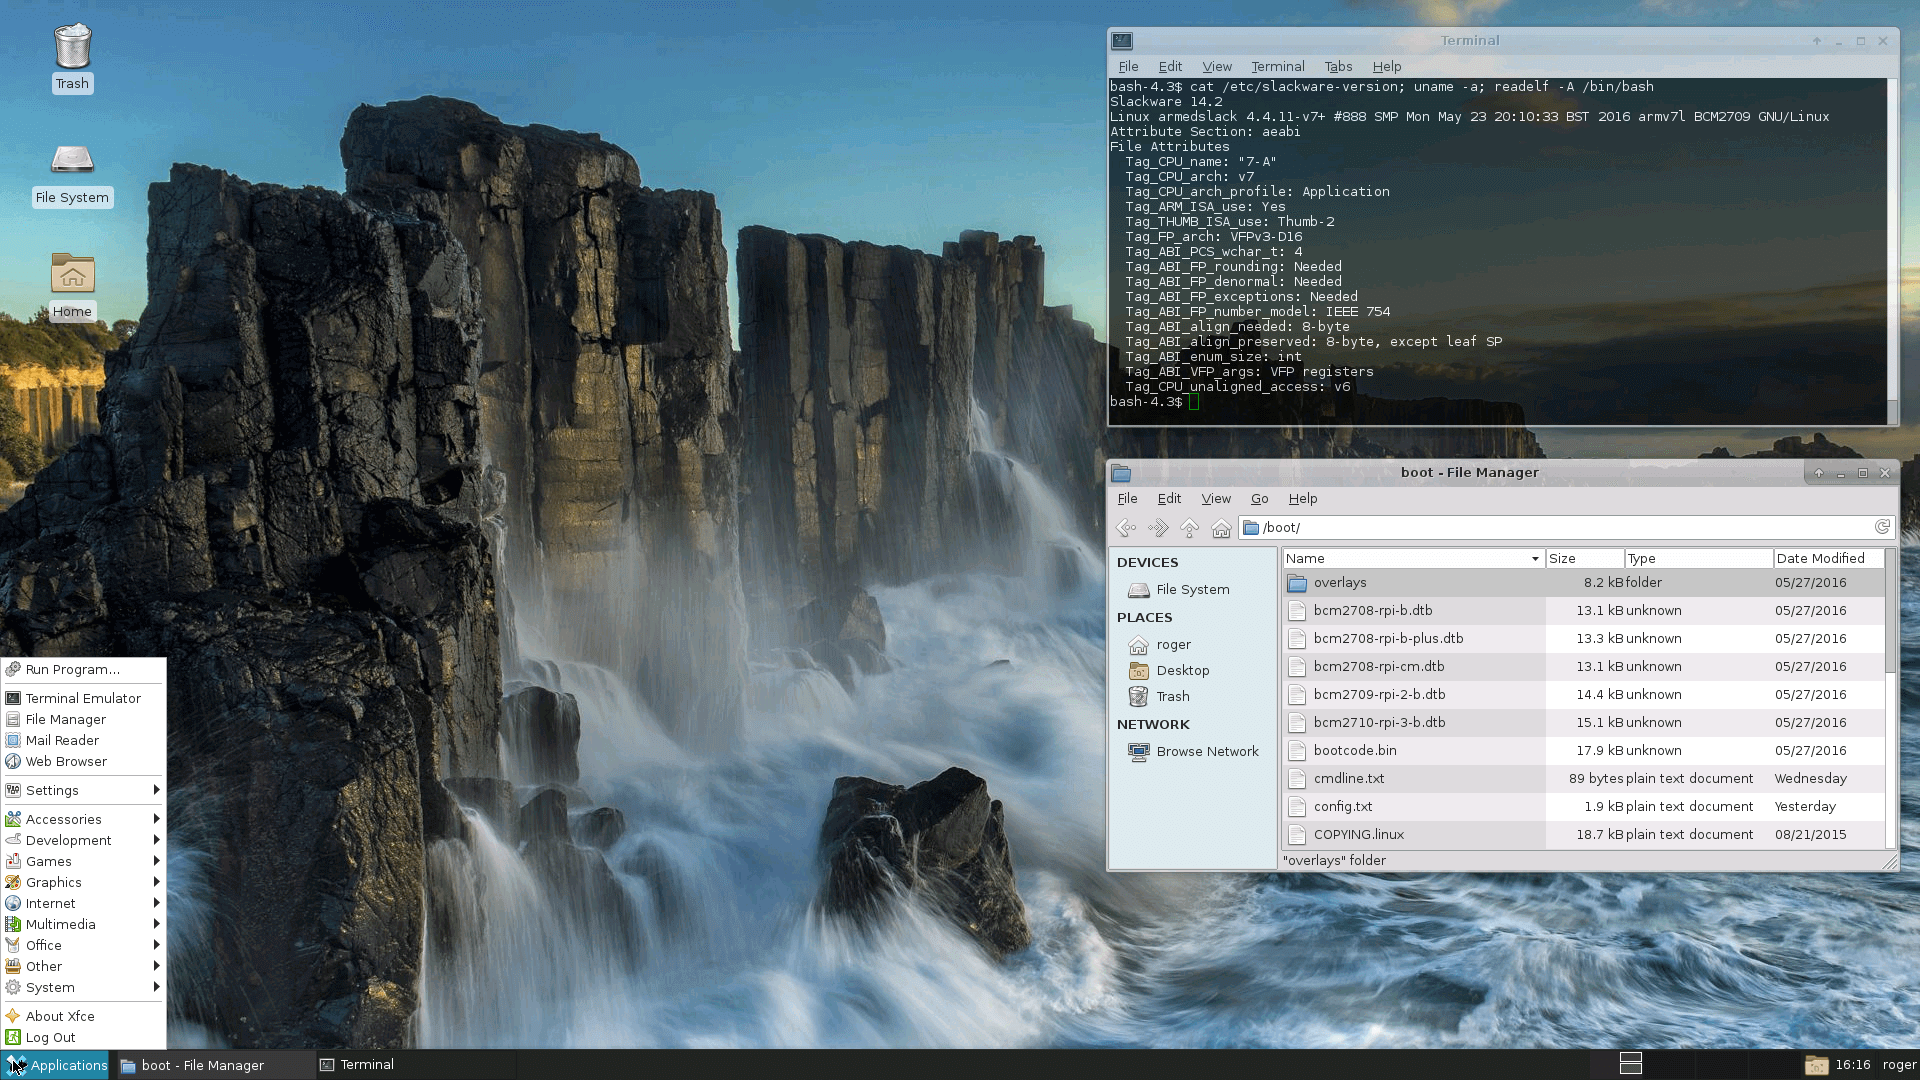 Trash
File System
Home
Terminal
File Edit View Terminal Tabs Help
bash-4.3$ cat /etc/slackware-version; uname -a; readelf -A /bin/bash
Slackware 14.2
Linux armedslack 4.4.11-v7+ #888 SMP Mon May 23 20:10:33 BST 2016 armv7l BCM2709 GNU/Linux
Attribute Section: aeabi
File Attributes
Tag_CPU_name: "7-A"
Tag_CPU_arch: v7
Tag_CPU_arch_profile: Application
Tag_ARM_ISA_use: Yes
Tag_THUMB_ISA_use: Thumb-2
Tag_FP_arch: VFPv3-D16
Tag_ABI_PCS_wchar_t: 4
Tag_ABI_FP_rounding: Needed
Tag_ABI_FP_denormal: Needed
Tag_ABI_FP_exceptions: Needed
Tag_ABI_FP_number_model: IEEE 754
Tag_ABI_align_needed: 8-byte
Tag_ABI_align_preserved: 8-byte, except leaf SP
Tag_ABI_enum_size: int
Tag_ABI_VFP_args: VFP registers
Tag_CPU_unaligned_access: v6
bash-4.3$
boot - File Manager
File Edit View Go Help
/boot/
DEVICES
File System
PLACES
roger
Desktop
Trash
NETWORK
Browse Network
Name Size Type Date Modified
overlays 8.2 kB folder 05/27/2016
bcm2708-rpi-b.dtb 13.1 kB unknown 05/27/2016
bcm2708-rpi-b-plus.dtb 13.3 kB unknown 05/27/2016
bcm2708-rpi-cm.dtb 13.1 kB unknown 05/27/2016
bcm2709-rpi-2-b.dtb 14.4 kB unknown 05/27/2016
bcm2710-rpi-3-b.dtb 15.1 kB unknown 05/27/2016
bootcode.bin 17.9 kB unknown 05/27/2016
cmdline.txt 89 bytes plain text document Wednesday
config.txt 1.9 kB plain text document Yesterday
COPYING.linux 18.7 kB plain text document 08/21/2015
"overlays" folder
Run Program...
Terminal Emulator
File Manager
Mail Reader
Web Browser
Settings
Accessories
Development
Games
Graphics
Internet
Multimedia
Office
Other
System
About Xfce
Log Out
Applications boot - File Manager Terminal 16:16 roger